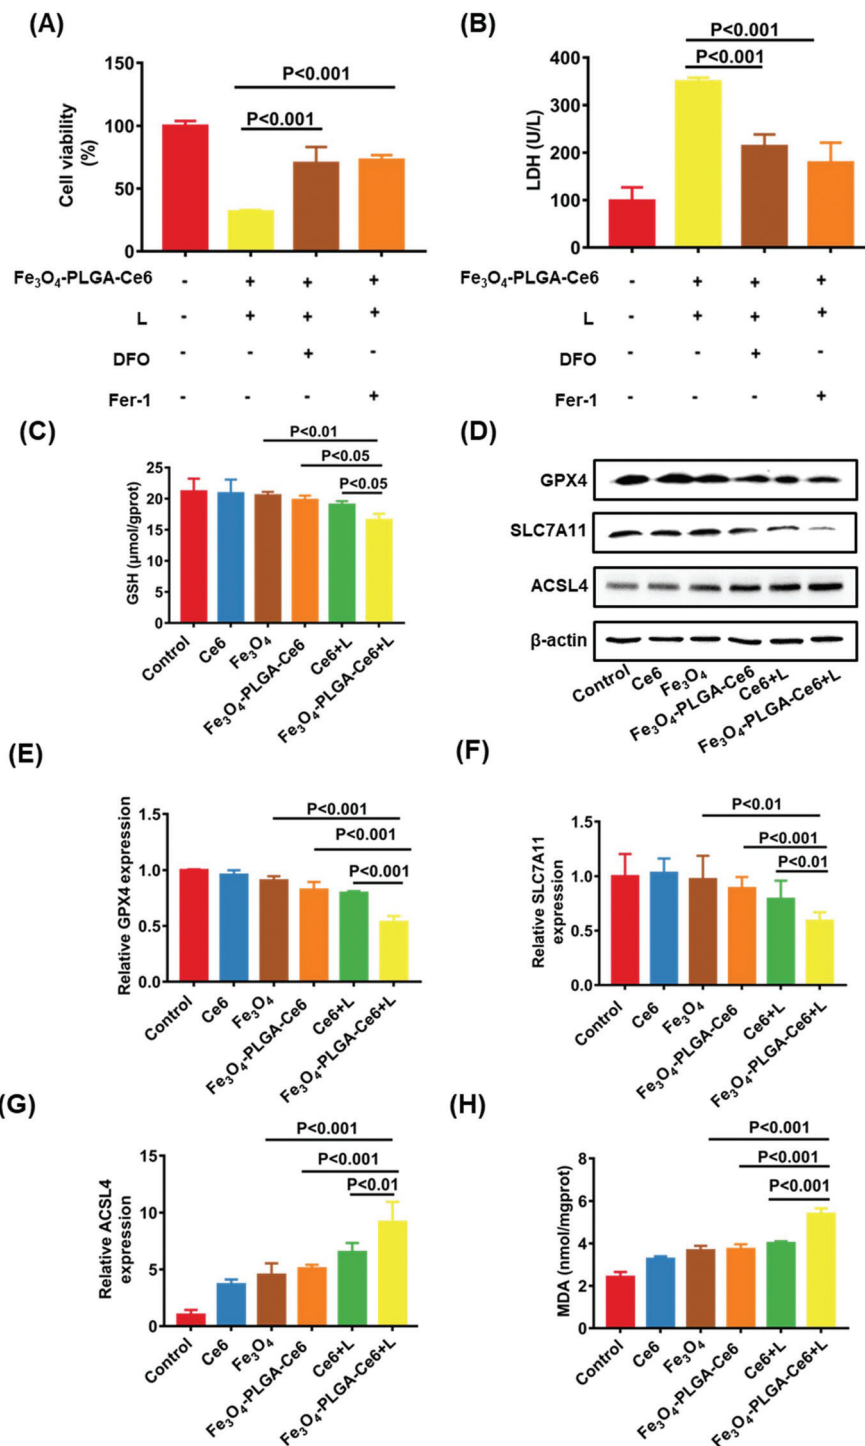 (A)
P<0.001
P<0.001
Cell viability
(%)
150
100
50
0
Fe₃O₄-PLGA-Ce6 - + + +
L - + + +
DFO - - + -
Fer-1 - - - +
(B)
P<0.001
P<0.001
LDH (U/L)
400
300
200
100
0
Fe₃O₄-PLGA-Ce6 - + + +
L - + + +
DFO - - + -
Fer-1 - - - +
(C)
P<0.01
P<0.05
P<0.05
GSH (μmol/gprot)
25
20
15
10
5
0
Control
Ce6
Fe₃O₄
Fe₃O₄-PLGA-Ce6
Ce6+L
Fe₃O₄-PLGA-Ce6+L
(D)
GPX4
SLC7A11
ACSL4
β-actin
Control
Ce6
Fe₃O₄
Fe₃O₄-PLGA-Ce6
Ce6+L
Fe₃O₄-PLGA-Ce6+L
(E)
P<0.001
P<0.001
P<0.001
Relative GPX4 expression
1.5
1.0
0.5
0.0
Control
Ce6
Fe₃O₄
Fe₃O₄-PLGA-Ce6
Ce6+L
Fe₃O₄-PLGA-Ce6+L
(F)
P<0.01
P<0.001
P<0.01
Relative SLC7A11
expression
1.5
1.0
0.5
0.0
Control
Ce6
Fe₃O₄
Fe₃O₄-PLGA-Ce6
Ce6+L
Fe₃O₄-PLGA-Ce6+L
(G)
P<0.001
P<0.001
P<0.01
Relative ACSL4
expression
15
10
5
0
Control
Ce6
Fe₃O₄
Fe₃O₄-PLGA-Ce6
Ce6+L
Fe₃O₄-PLGA-Ce6+L
(H)
P<0.001
P<0.001
P<0.001
MDA (nmol/mgprot)
8
6
4
2
0
Control
Ce6
Fe₃O₄
Fe₃O₄-PLGA-Ce6
Ce6+L
Fe₃O₄-PLGA-Ce6+L